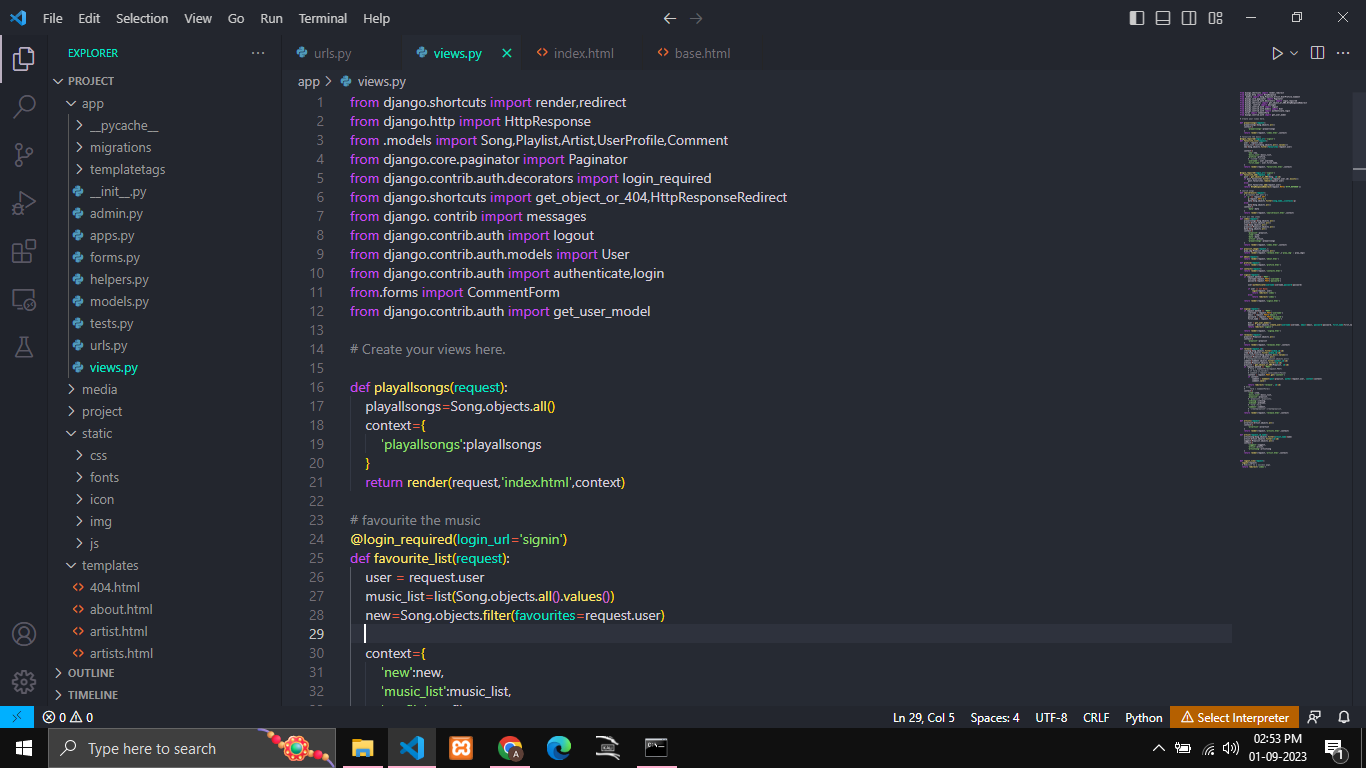 File Edit Selection View Go Run Terminal Help
EXPLORER
PROJECT
app
__pycache__
migrations
templatetags
__init__.py
admin.py
apps.py
forms.py
helpers.py
models.py
tests.py
urls.py
views.py
media
project
static
css
fonts
icon
img
js
templates
404.html
about.html
artist.html
artists.html
OUTLINE
TIMELINE
urls.py views.py index.html base.html
app > views.py
1 from django.shortcuts import render,redirect
2 from django.http import HttpResponse
3 from .models import Song,Playlist,Artist,UserProfile,Comment
4 from django.core.paginator import Paginator
5 from django.contrib.auth.decorators import login_required
6 from django.shortcuts import get_object_or_404,HttpResponseRedirect
7 from django. contrib import messages
8 from django.contrib.auth import logout
9 from django.contrib.auth.models import User
10 from django.contrib.auth import authenticate,login
11 from.forms import CommentForm
12 from django.contrib.auth import get_user_model
13
14 # Create your views here.
15
16 def playallsongs(request):
17 playallsongs=Song.objects.all()
18 context={
19 'playallsongs':playallsongs
20 }
21 return render(request,'index.html',context)
22
23 # favourite the music
24 @login_required(login_url='signin')
25 def favourite_list(request):
26 user = request.user
27 music_list=list(Song.objects.all().values())
28 new=Song.objects.filter(favourites=request.user)
29
30 context={
31 'new':new,
32 'music_list':music_list,
0 0 Ln 29, Col 5 Spaces: 4 UTF-8 CRLF Python Select Interpreter
Type here to search
02:53 PM
01-09-2023
1